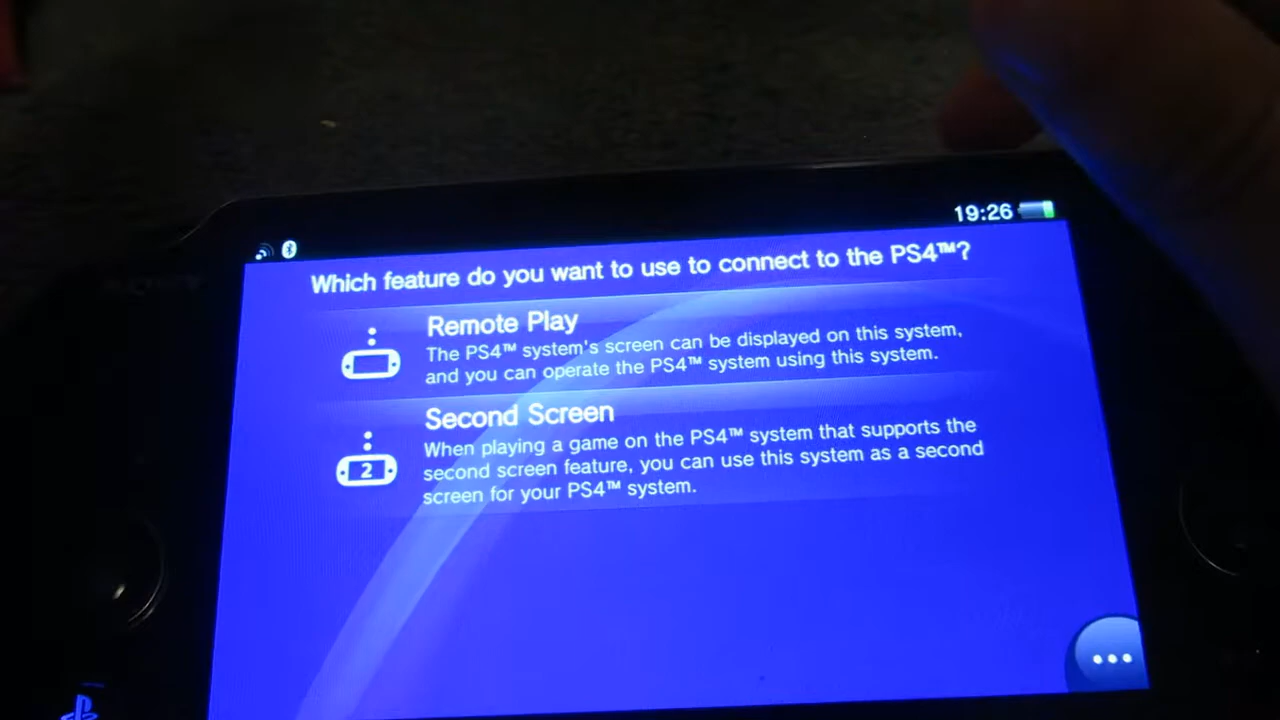 19:26
Which feature do you want to use to connect to the PS4™?
Remote Play
The PS4™ system's screen can be displayed on this system,
and you can operate the PS4™ system using this system.
Second Screen
When playing a game on the PS4™ system that supports the
2
second screen feature, you can use this system as a second
screen for your PS4™ system.